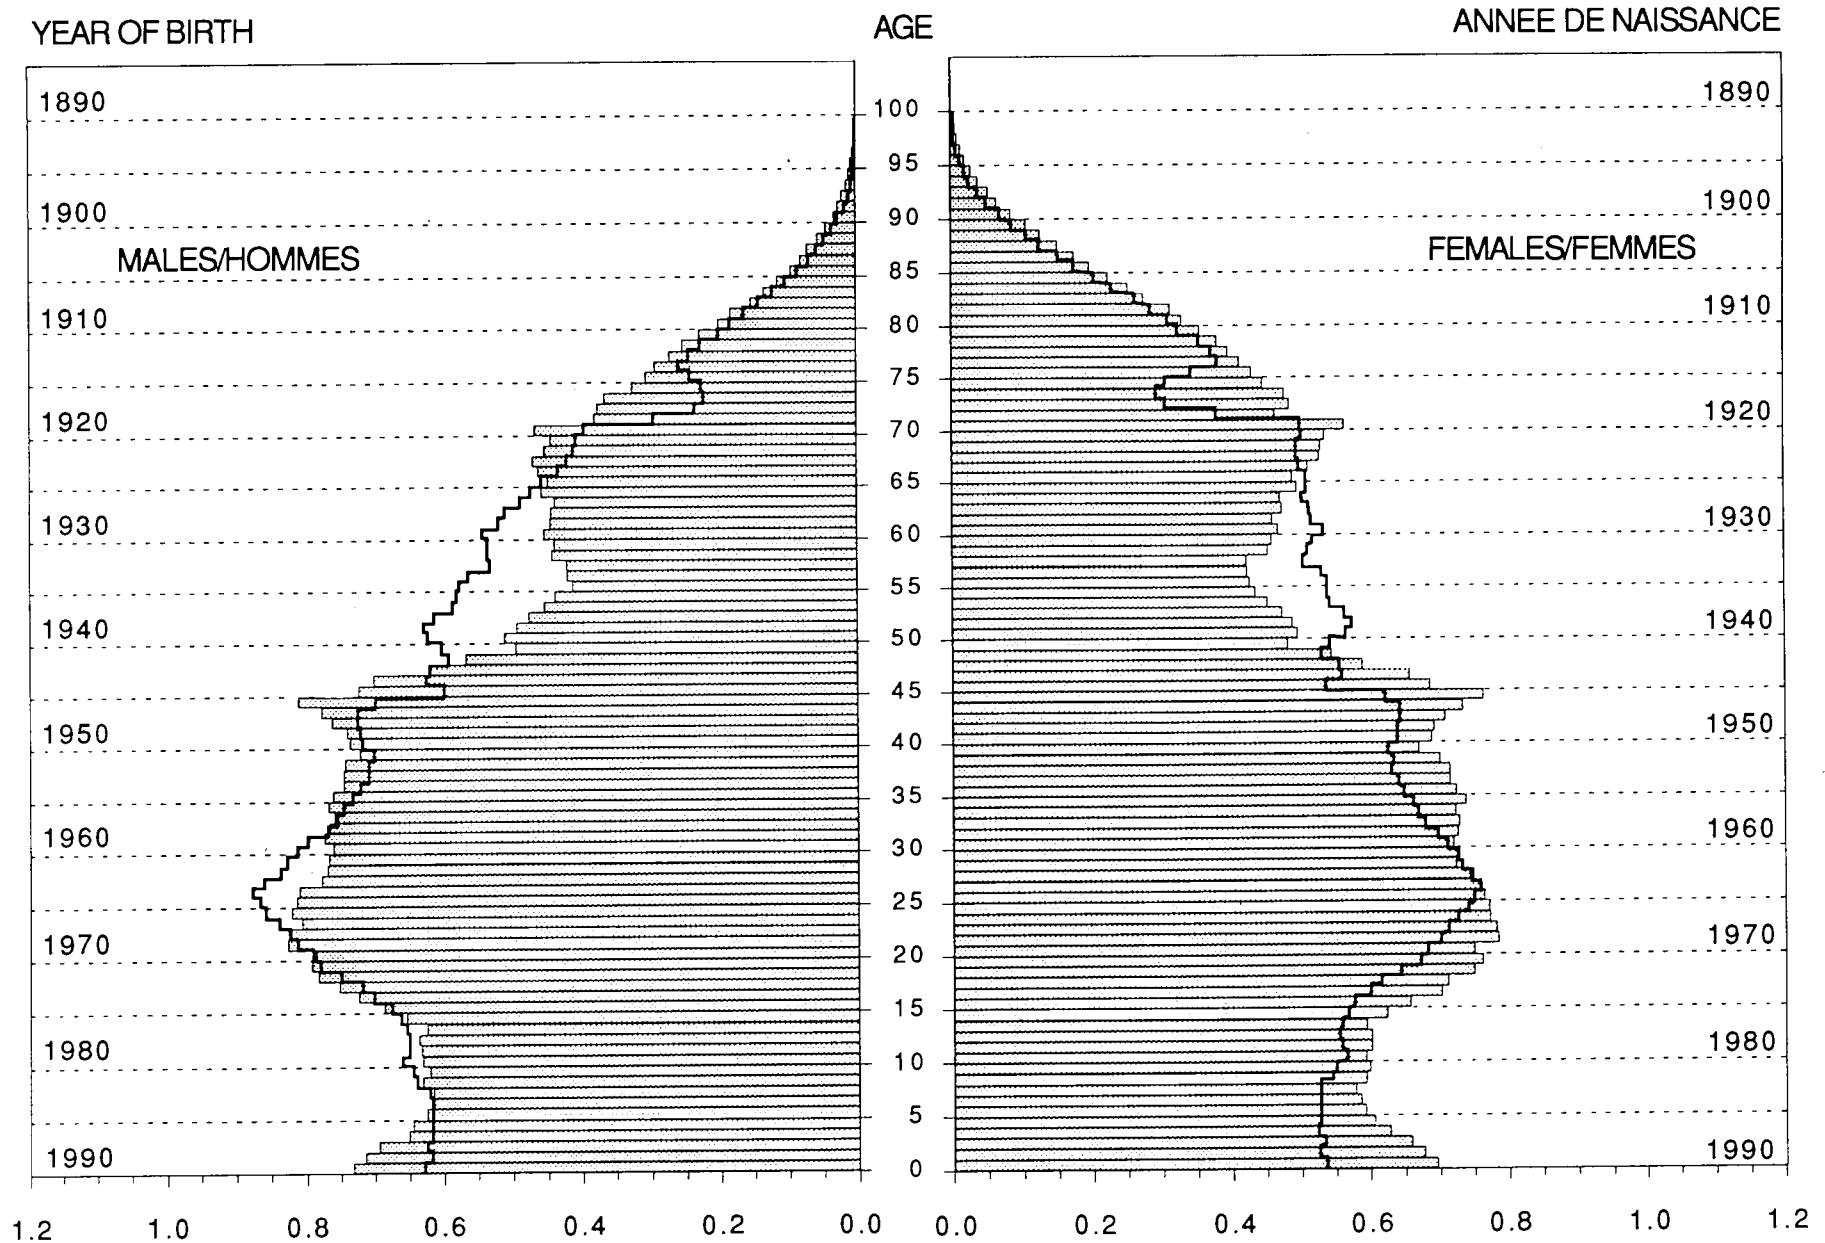 YEAR OF BIRTH AGE ANNEE DE NAISSANCE
1890 100 1890
95
1900 90 1900
MALES/HOMMES FEMALES/FEMMES
85
1910 80 1910
75
1920 70 1920
65
1930 60 1930
55
1940 50 1940
45
1950 40 1950
35
1960 30 1960
25
1970 20 1970
15
1980 10 1980
5
1990 0 1990
1.2 1.0 0.8 0.6 0.4 0.2 0.0 0.0 0.2 0.4 0.6 0.8 1.0 1.2